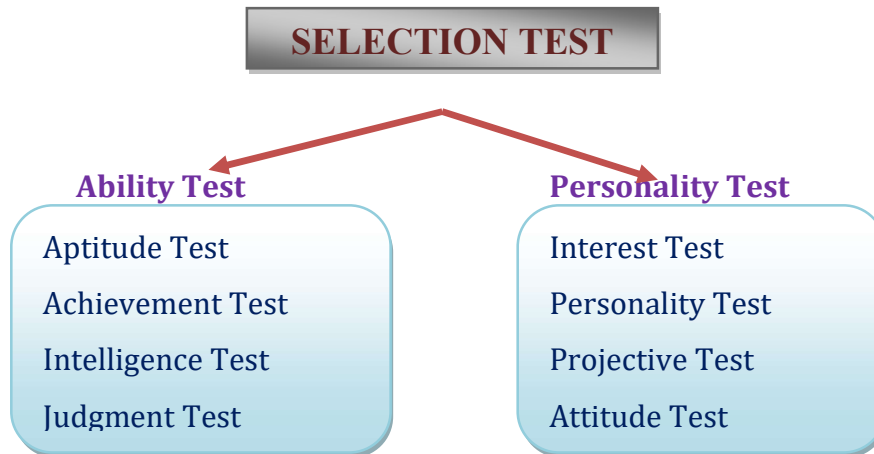 SELECTION TEST
Ability Test
Aptitude Test
Achievement Test
Intelligence Test
Judgment Test
Personality Test
Interest Test
Personality Test
Projective Test
Attitude Test